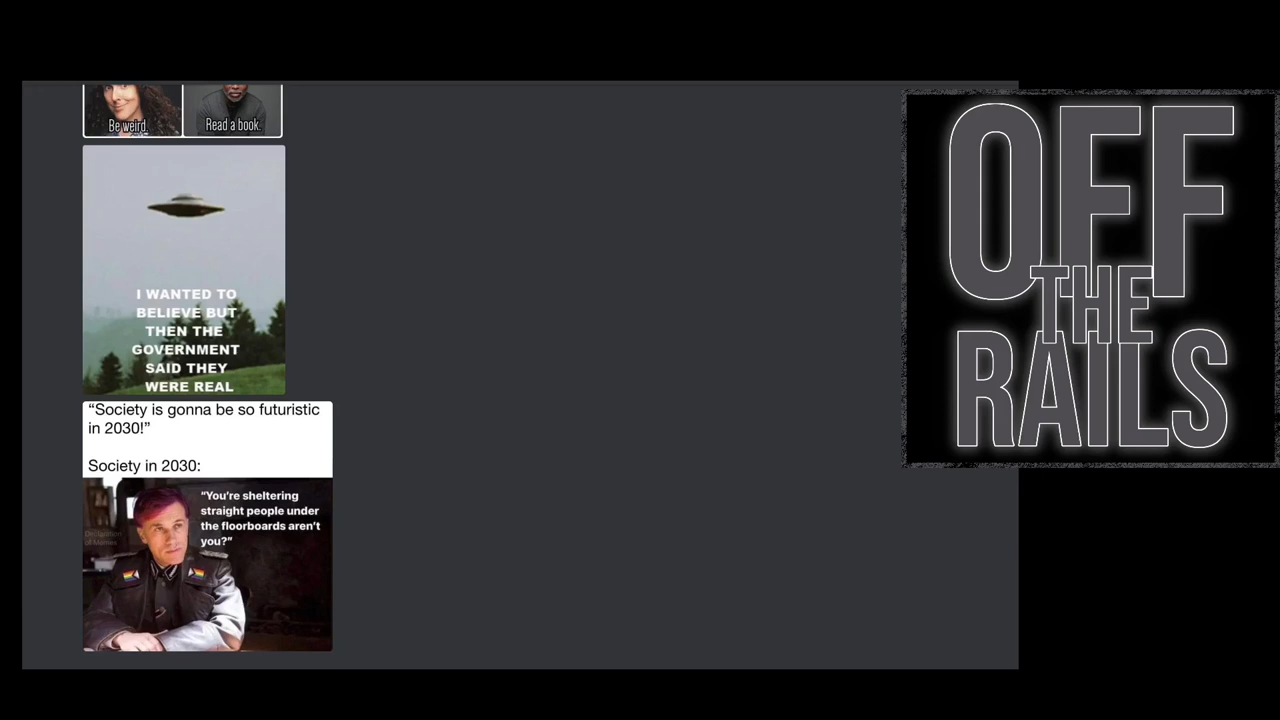 Be weird.
Read a book.
I WANTED TO
BELIEVE BUT
THEN THE
GOVERNMENT
SAID THEY
WERE REAL
“Society is gonna be so futuristic
in 2030!”
Society in 2030:
“You’re sheltering
straight people under
the floorboards aren’t
you?”
of Memes
OFF
THE
RAILS